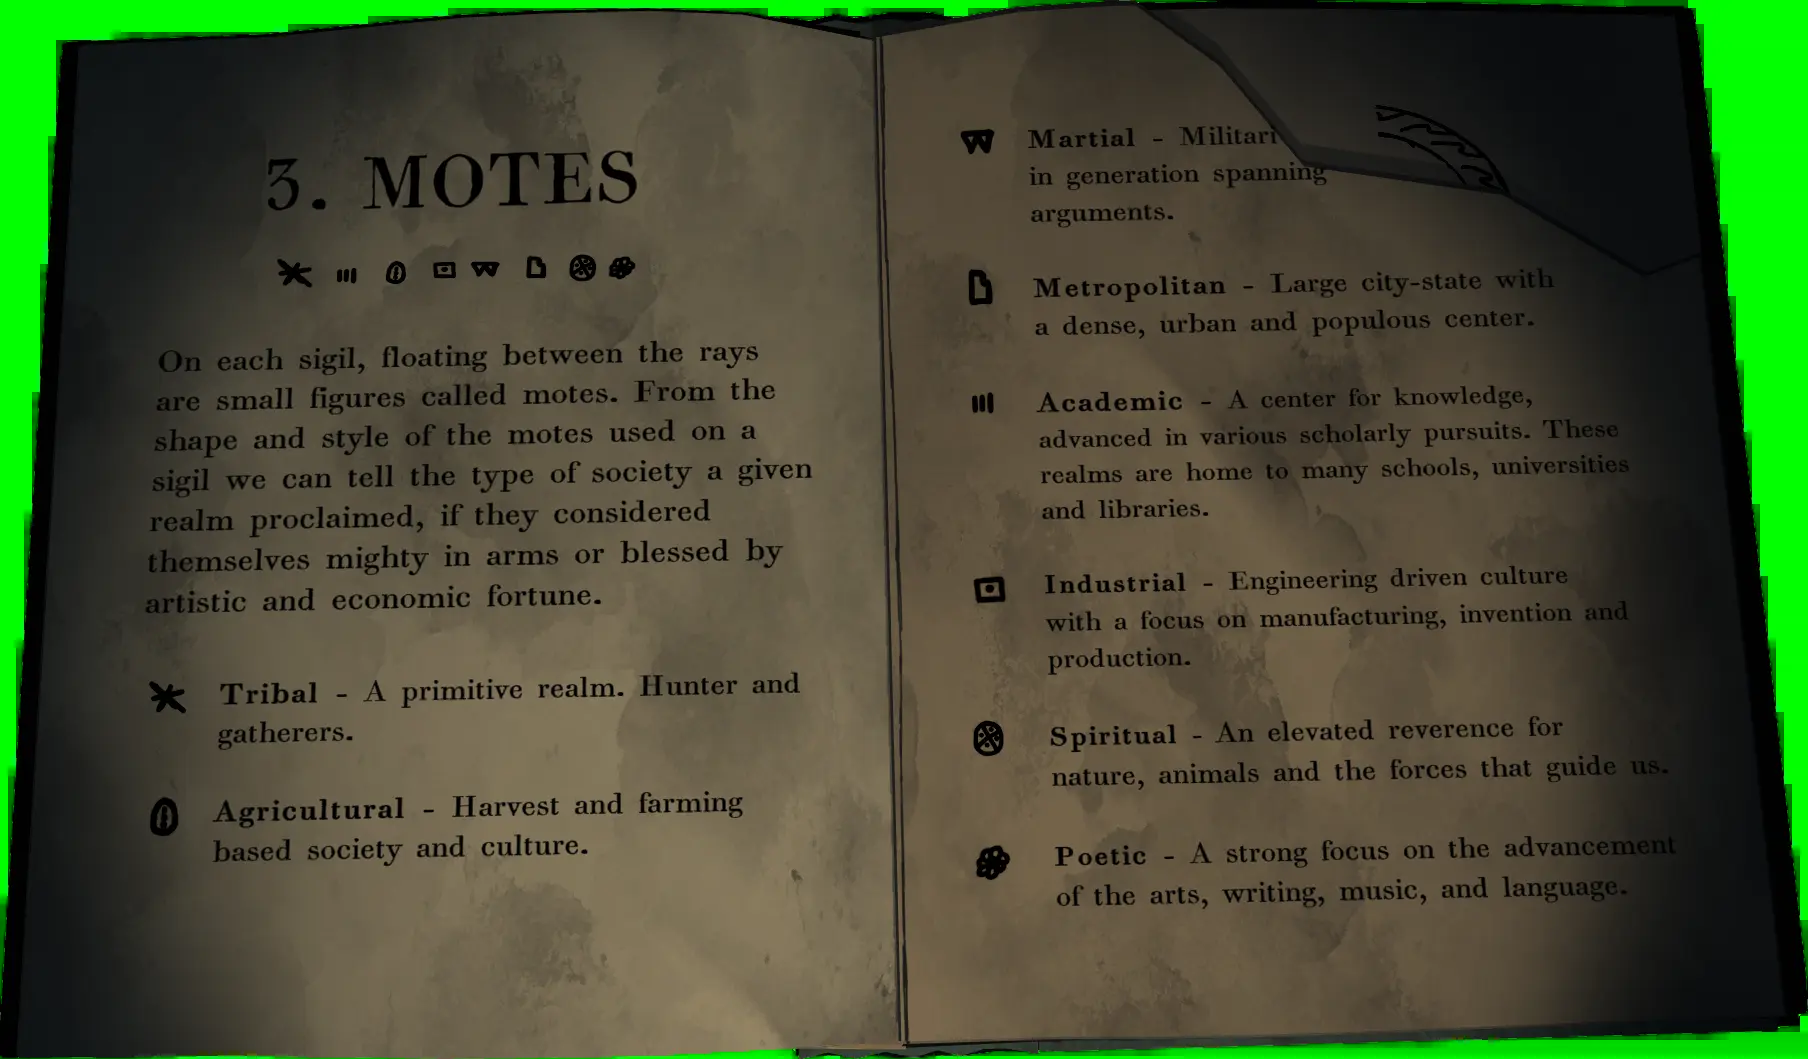 3. MOTES
On each sigil, floating between the rays
are small figures called motes. From the
shape and style of the motes used on a
sigil we can tell the type of society a given
realm proclaimed, if they considered
themselves mighty in arms or blessed by
artistic and economic fortune.
Tribal - A primitive realm. Hunter and
gatherers.
Agricultural - Harvest and farming
based society and culture.
Martial - Militari
in generation spanning
arguments.
Metropolitan - Large city-state with
a dense, urban and populous center.
Academic - A center for knowledge,
advanced in various scholarly pursuits. These
realms are home to many schools, universities
and libraries.
Industrial - Engineering driven culture
with a focus on manufacturing, invention and
production.
Spiritual - An elevated reverence for
nature, animals and the forces that guide us.
Poetic - A strong focus on the advancement
of the arts, writing, music, and language.